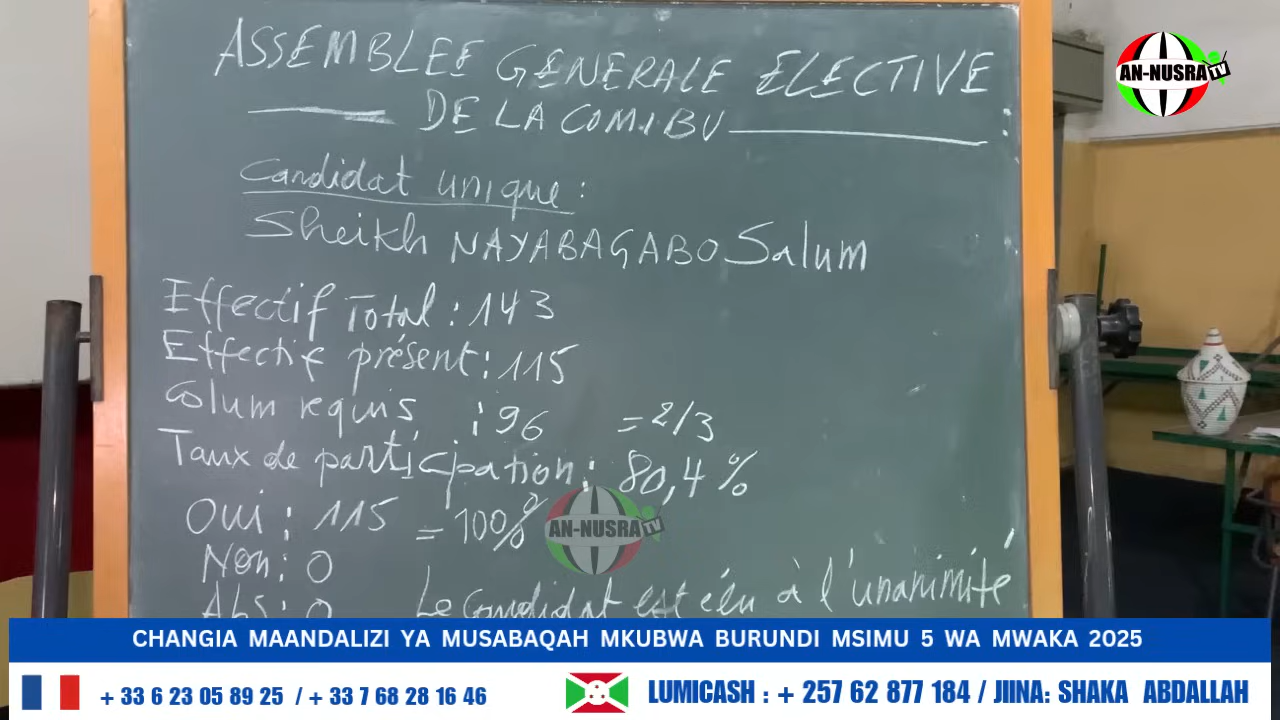 ASSEMBLEE GENERALE ELECTIVE
DE LA COMIBU
Candidat unique :
Sheikh NAYABAGABO Salum
Effectif Total : 143
Effectif présent : 115
Colum requis : 96 = 2/3
Taux de participation : 80,4 %
Oui : 115 = 100%
Non : 0
Abs : 0 Le Candidat est élu à l'unanimité
AN-NUSRA TV
AN-NUSRA TV
CHANGIA MAANDALIZI YA MUSABAQAH MKUBWA BURUNDI MSIMU 5 WA MWAKA 2025
+ 33 6 23 05 89 25 / + 33 7 68 28 16 46
LUMICASH : + 257 62 877 184 / JIINA: SHAKA ABDALLAH